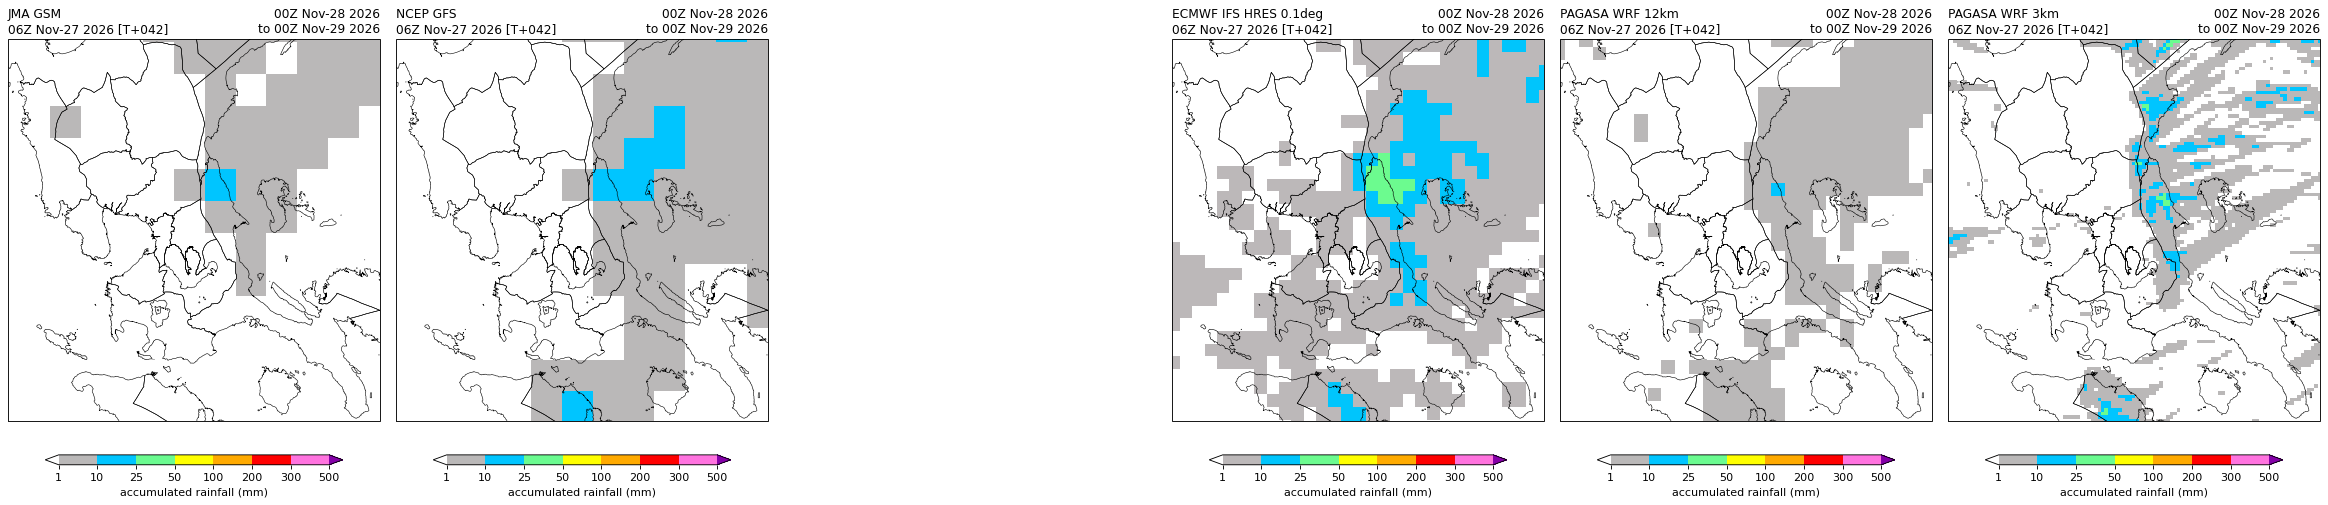 JMA GSM
00Z Nov-28 2026
06Z Nov-27 2026 [T+042]
to 00Z Nov-29 2026
NCEP GFS
00Z Nov-28 2026
06Z Nov-27 2026 [T+042]
to 00Z Nov-29 2026
ECMWF IFS HRES 0.1deg
00Z Nov-28 2026
06Z Nov-27 2026 [T+042]
to 00Z Nov-29 2026
PAGASA WRF 12km
00Z Nov-28 2026
06Z Nov-27 2026 [T+042]
to 00Z Nov-29 2026
PAGASA WRF 3km
00Z Nov-28 2026
06Z Nov-27 2026 [T+042]
to 00Z Nov-29 2026
1 10 25 50 100 200 300 500
accumulated rainfall (mm)
1 10 25 50 100 200 300 500
accumulated rainfall (mm)
1 10 25 50 100 200 300 500
accumulated rainfall (mm)
1 10 25 50 100 200 300 500
accumulated rainfall (mm)
1 10 25 50 100 200 300 500
accumulated rainfall (mm)